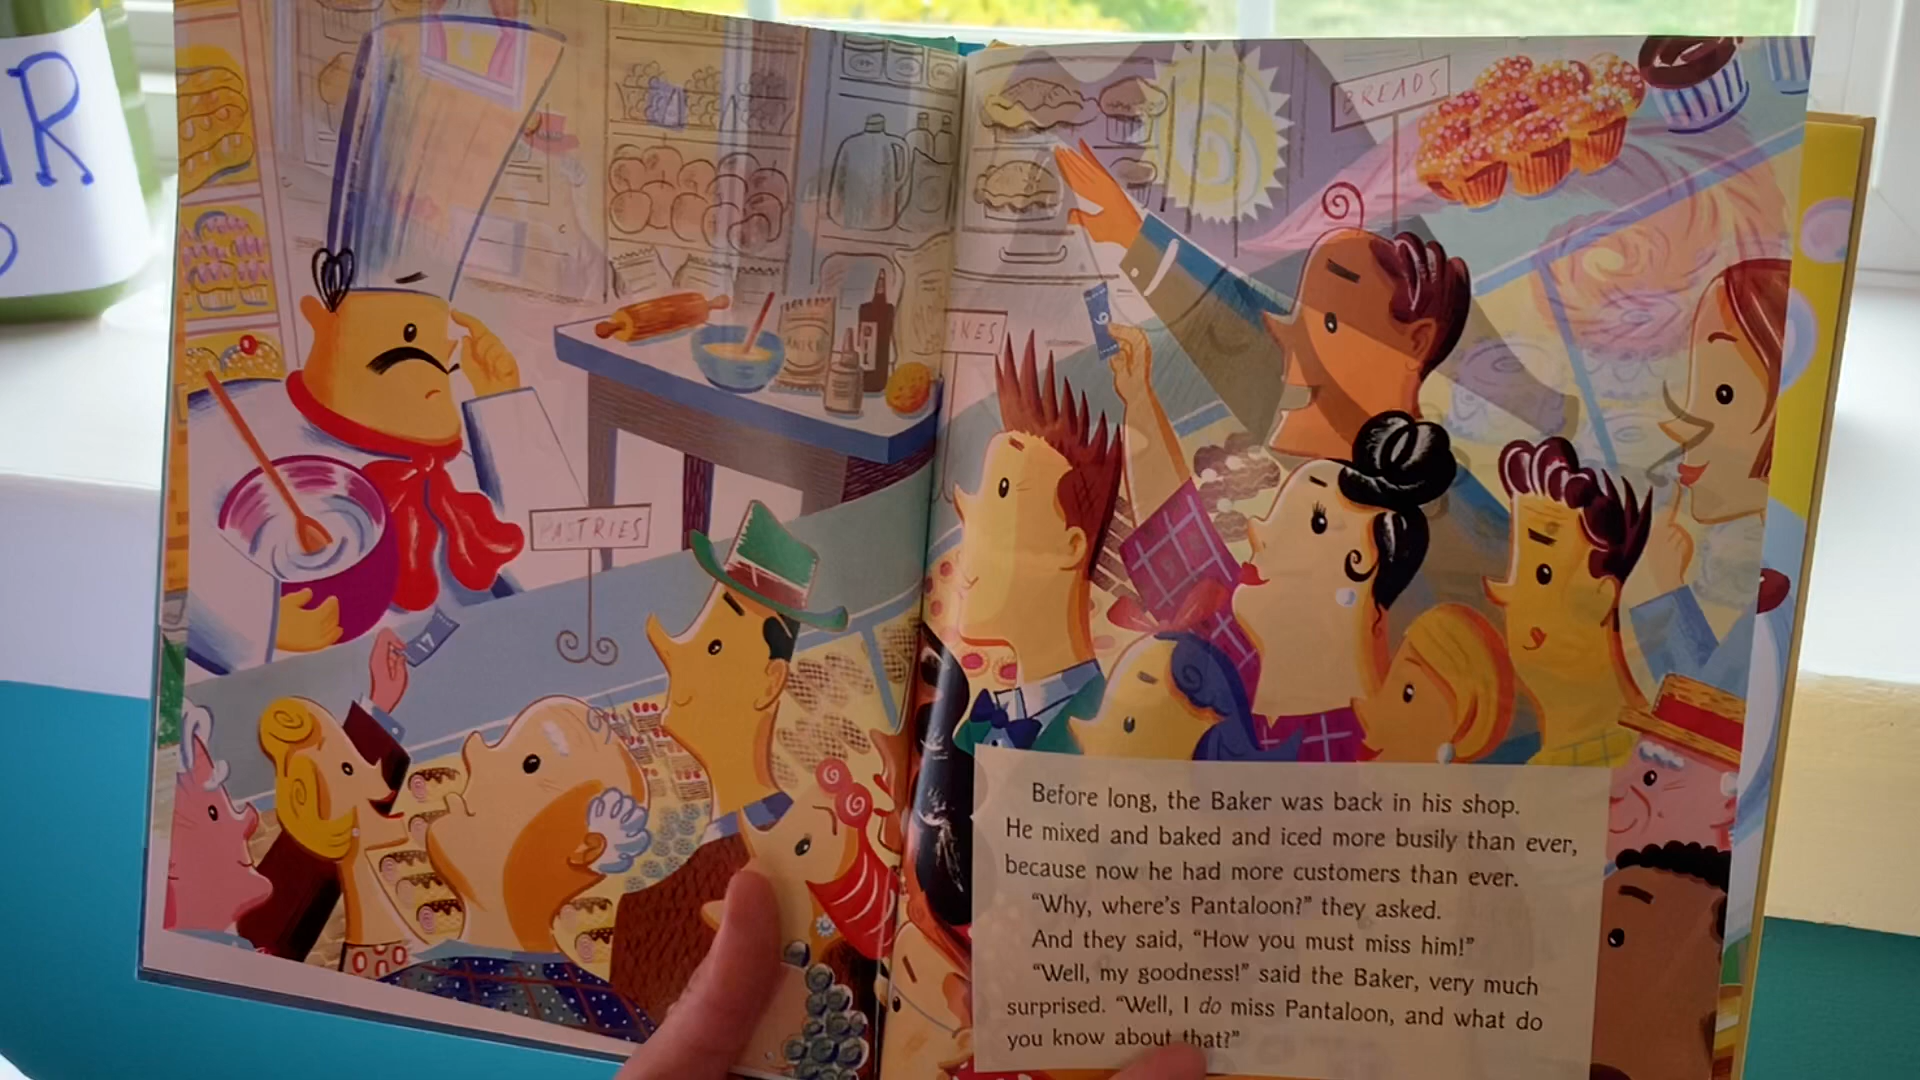 R
BREADS
PASTRIES
17
6
OIL
Before long, the Baker was back in his shop.
He mixed and baked and iced more busily than ever,
because now he had more customers than ever.
“Why, where's Pantaloon?” they asked.
And they said, “How you must miss him!”
“Well, my goodness!” said the Baker, very much
surprised. “Well, I do miss Pantaloon, and what do
you know about that?”